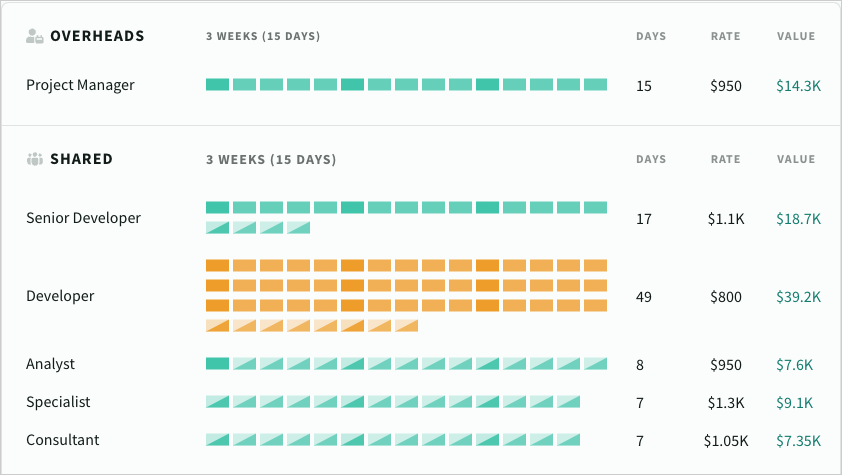 OVERHEADS 3 WEEKS (15 DAYS) DAYS RATE VALUE
Project Manager 15 $950 $14.3K
SHARED 3 WEEKS (15 DAYS) DAYS RATE VALUE
Senior Developer 17 $1.1K $18.7K
Developer 49 $800 $39.2K
Analyst 8 $950 $7.6K
Specialist 7 $1.3K $9.1K
Consultant 7 $1.05K $7.35K